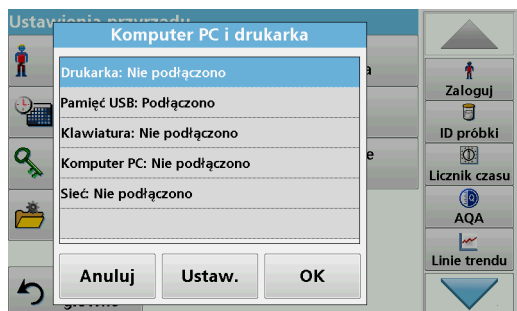 Ustawienia przyrządu
Komputer PC i drukarka
Drukarka: Nie podłączono
Pamięć USB: Podłączono
Klawiatura: Nie podłączono
Komputer PC: Nie podłączono
Sieć: Nie podłączono
Anuluj
Ustaw.
OK
Zaloguj
ID próbki
Licznik czasu
AQA
Linie trendu